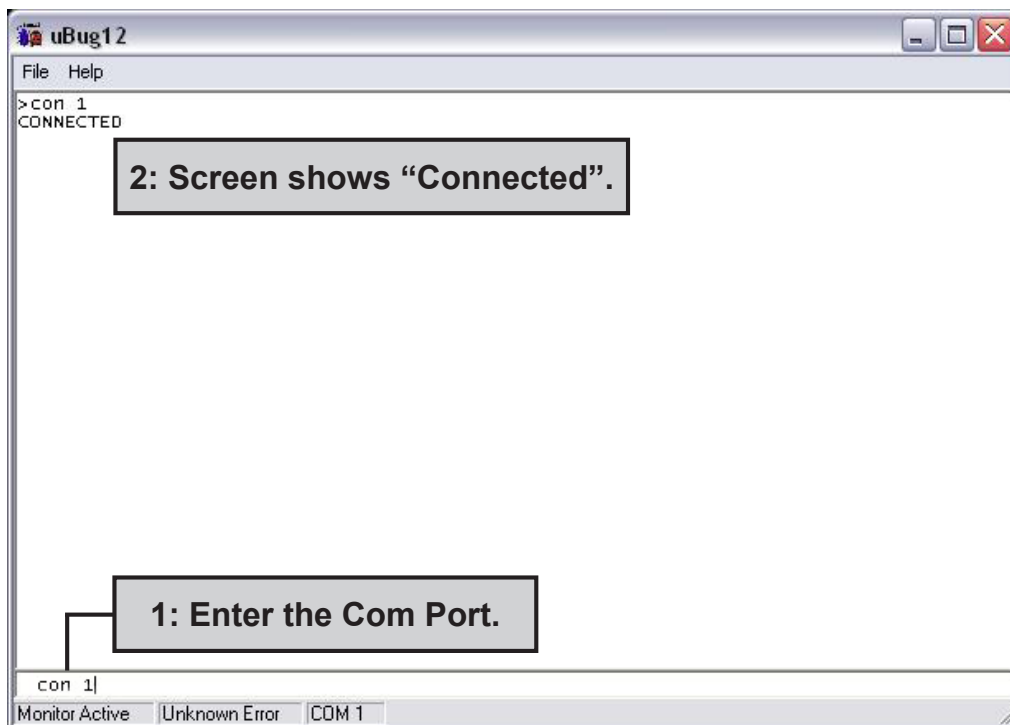 uBug12
File Help
>con 1
CONNECTED
2: Screen shows “Connected”.
1: Enter the Com Port.
con 1
Monitor Active Unknown Error COM 1